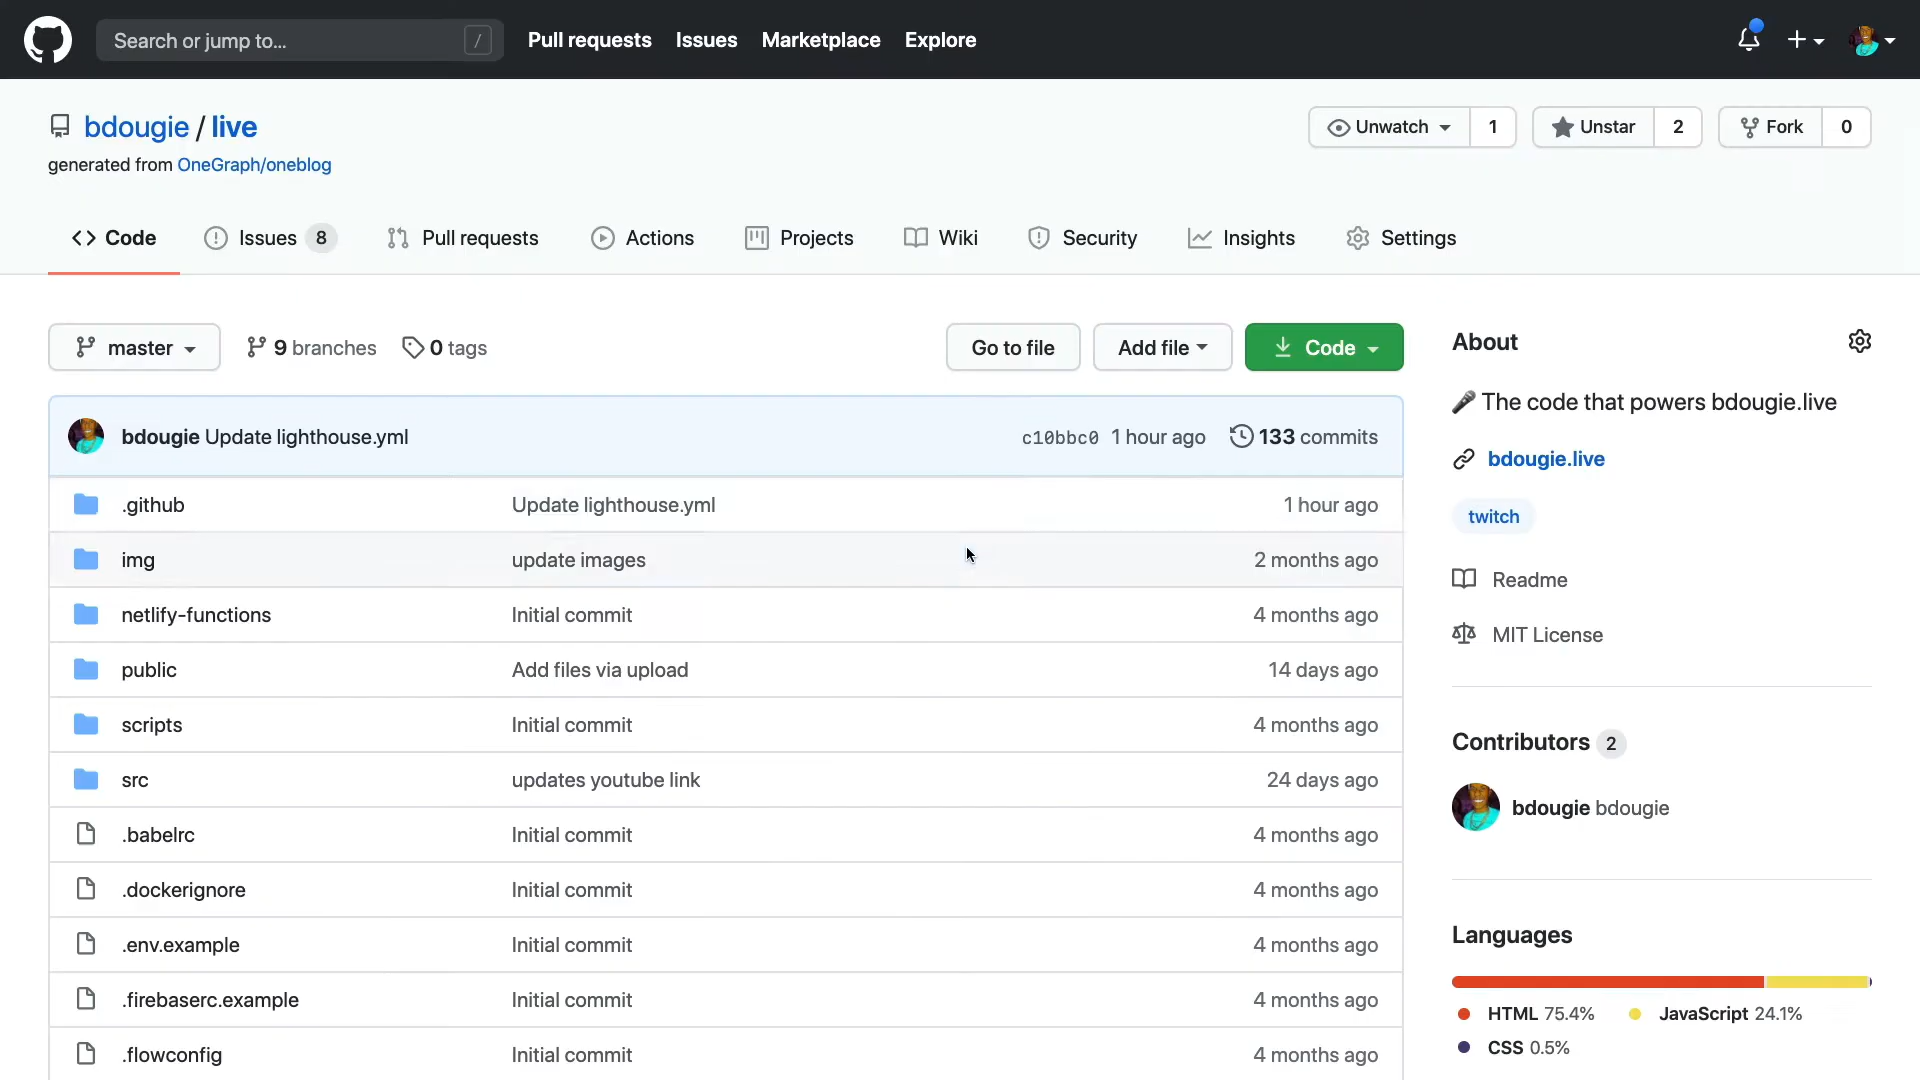 Search or jump to... /
Pull requests Issues Marketplace Explore
bdougie / live
Unwatch 1 Unstar 2 Fork 0
generated from OneGraph/oneblog
Code Issues 8 Pull requests Actions Projects Wiki Security Insights Settings
master 9 branches 0 tags Go to file Add file Code
bdougie Update lighthouse.yml c10bbc0 1 hour ago 133 commits
.github Update lighthouse.yml 1 hour ago
img update images 2 months ago
netlify-functions Initial commit 4 months ago
public Add files via upload 14 days ago
scripts Initial commit 4 months ago
src updates youtube link 24 days ago
.babelrc Initial commit 4 months ago
.dockerignore Initial commit 4 months ago
.env.example Initial commit 4 months ago
.firebaserc.example Initial commit 4 months ago
.flowconfig Initial commit 4 months ago
About
🎤 The code that powers bdougie.live
bdougie.live
twitch
Readme
MIT License
Contributors 2
bdougie bdougie
Languages
HTML 75.4% JavaScript 24.1%
CSS 0.5%